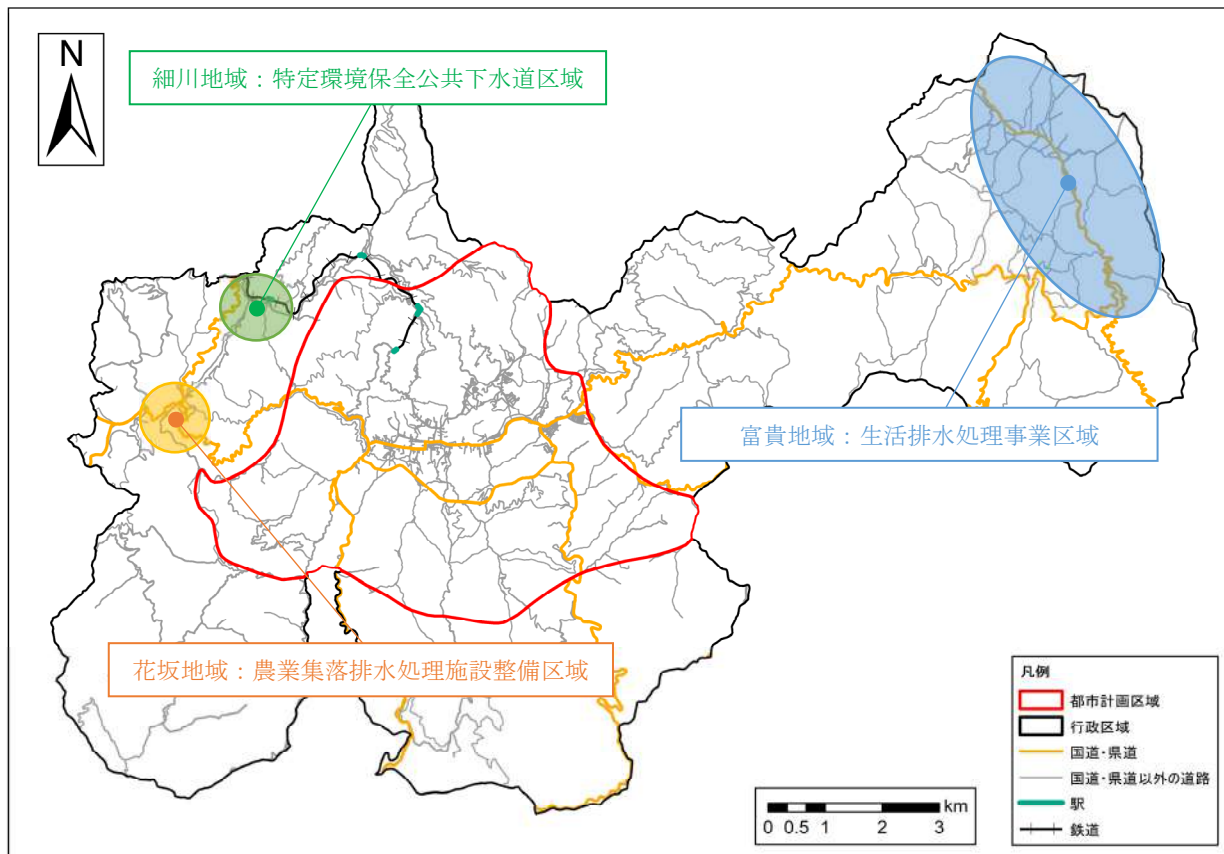 N
細川地域：特定環境保全公共下水道区域
富貴地域：生活排水処理事業区域
花坂地域：農業集落排水処理施設整備区域
凡例
都市計画区域
行政区域
国道・県道
国道・県道以外の道路
駅
鉄道
km
0 0.5 1 2 3